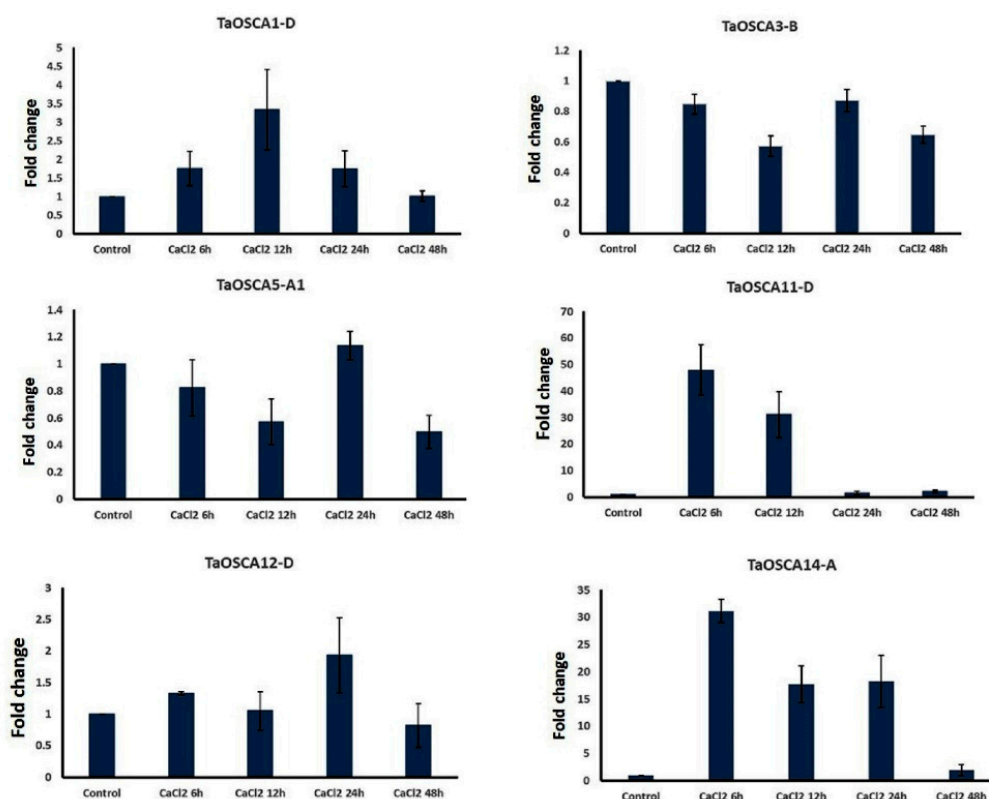 TaOSCA1-D
Fold change
5
4.5
4
3.5
3
2.5
2
1.5
1
0.5
0
Control CaCl2 6h CaCl2 12h CaCl2 24h CaCl2 48h
TaOSCA3-B
Fold change
1.2
1
0.8
0.6
0.4
0.2
0
Control CaCl2 6h CaCl2 12h CaCl2 24h CaCl2 48h
TaOSCA5-A1
Fold change
1.4
1.2
1
0.8
0.6
0.4
0.2
0
Control CaCl2 6h CaCl2 12h CaCl2 24h CaCl2 48h
TaOSCA11-D
Fold change
70
60
50
40
30
20
10
0
Control CaCl2 6h CaCl2 12h CaCl2 24h CaCl2 48h
TaOSCA12-D
Fold change
3
2.5
2
1.5
1
0.5
0
Control CaCl2 6h CaCl2 12h CaCl2 24h CaCl2 48h
TaOSCA14-A
Fold change
35
30
25
20
15
10
5
0
Control CaCl2 6h CaCl2 12h CaCl2 24h CaCl2 48h